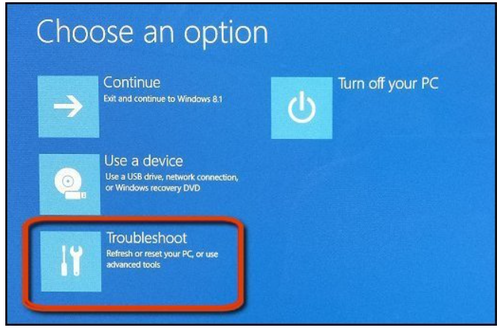 Choose an option
Continue
Exit and continue to Windows 8.1
Turn off your PC
Use a device
Use a USB drive, network connection,
or Windows recovery DVD
Troubleshoot
Refresh or reset your PC, or use
advanced tools